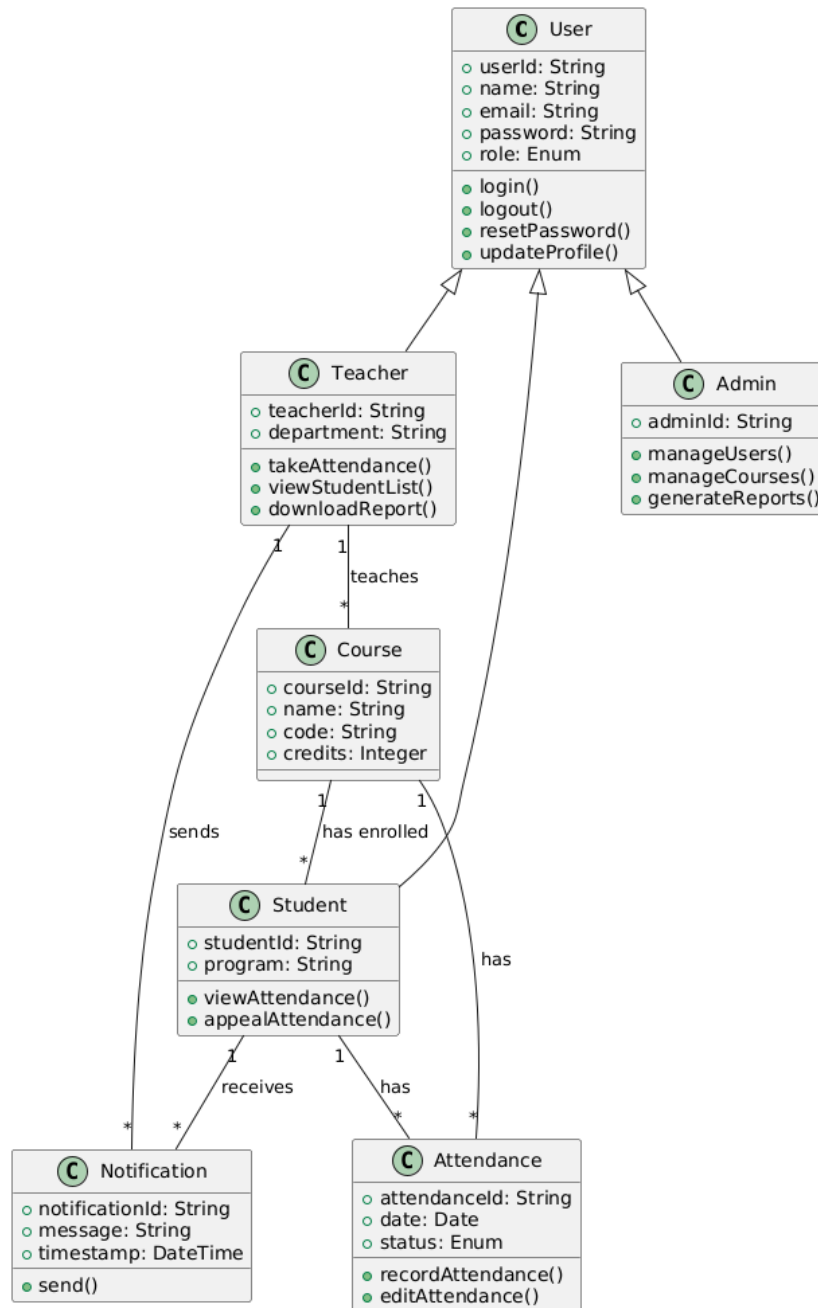 C User
userId: String
name: String
email: String
password: String
role: Enum
login()
logout()
resetPassword()
updateProfile()
C Teacher
teacherId: String
department: String
takeAttendance()
viewStudentList()
downloadReport()
C Admin
adminId: String
manageUsers()
manageCourses()
generateReports()
1
1
teaches
*
C Course
courseId: String
name: String
code: String
credits: Integer
1
1
sends
has enrolled
*
C Student
studentId: String
program: String
viewAttendance()
appealAttendance()
has
1
1
receives
has
*
*
*
*
C Notification
notificationId: String
message: String
timestamp: DateTime
send()
C Attendance
attendanceId: String
date: Date
status: Enum
recordAttendance()
editAttendance()